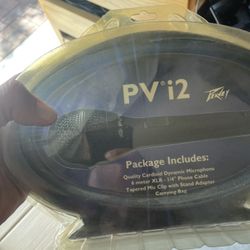 PV®i2
PEAVEY
Package Includes:
Quality Cardioid Dynamic Microphone
6 meter XLR - 1/4" Phone Cable
Tapered Mic Clip with Stand Adapter
Carrying Bag